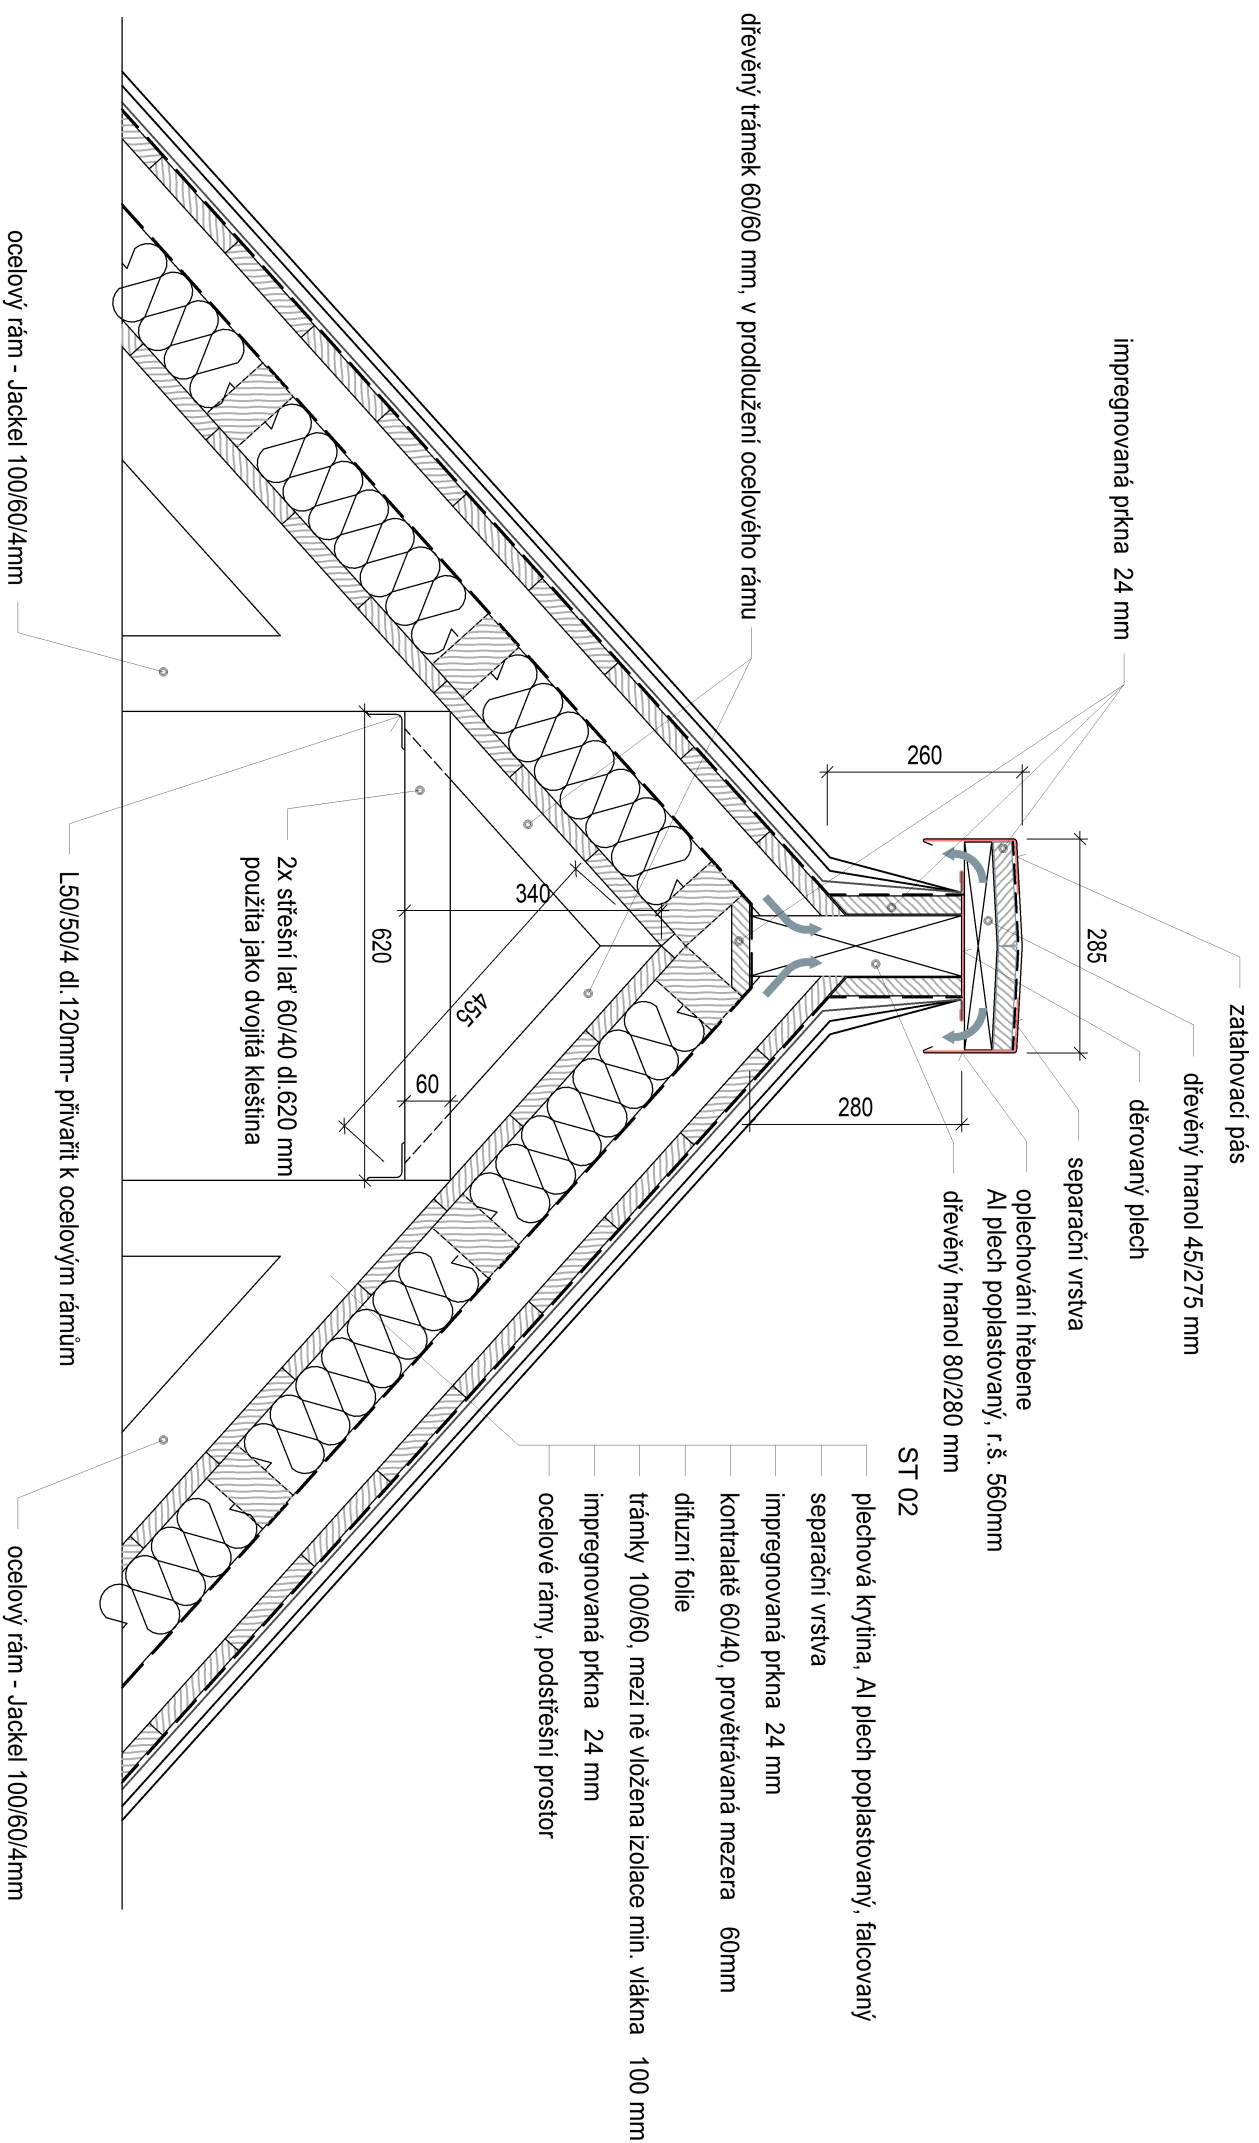 zatahovací pás
dřevěný hranol 45/275 mm
děrovaný plech
separační vrstva
oplechování hřebene
Al plech poplastovaný, r.š. 560mm
dřevěný hranol 80/280 mm
impregnovaná prkna 24 mm
285
260
280
dřevěný trámek 60/60 mm, v prodloužení ocelového rámu
ST 02
plechová krytina, Al plech poplastovaný, falcovaný
separační vrstva
impregnovaná prkna 24 mm
kontralatě 60/40, provětrávaná mezera 60mm
difuzní folie
trámky 100/60, mezi ně vložena izolace min. vlákna 100 mm
impregnovaná prkna 24 mm
ocelové rámy, podstřešní prostor
340
455
60
620
2x střešní lať 60/40 dl.620 mm
použita jako dvojitá kleština
L50/50/4 dl.120mm- přivařit k ocelovým rámům
ocelový rám - Jackel 100/60/4mm
ocelový rám - Jackel 100/60/4mm